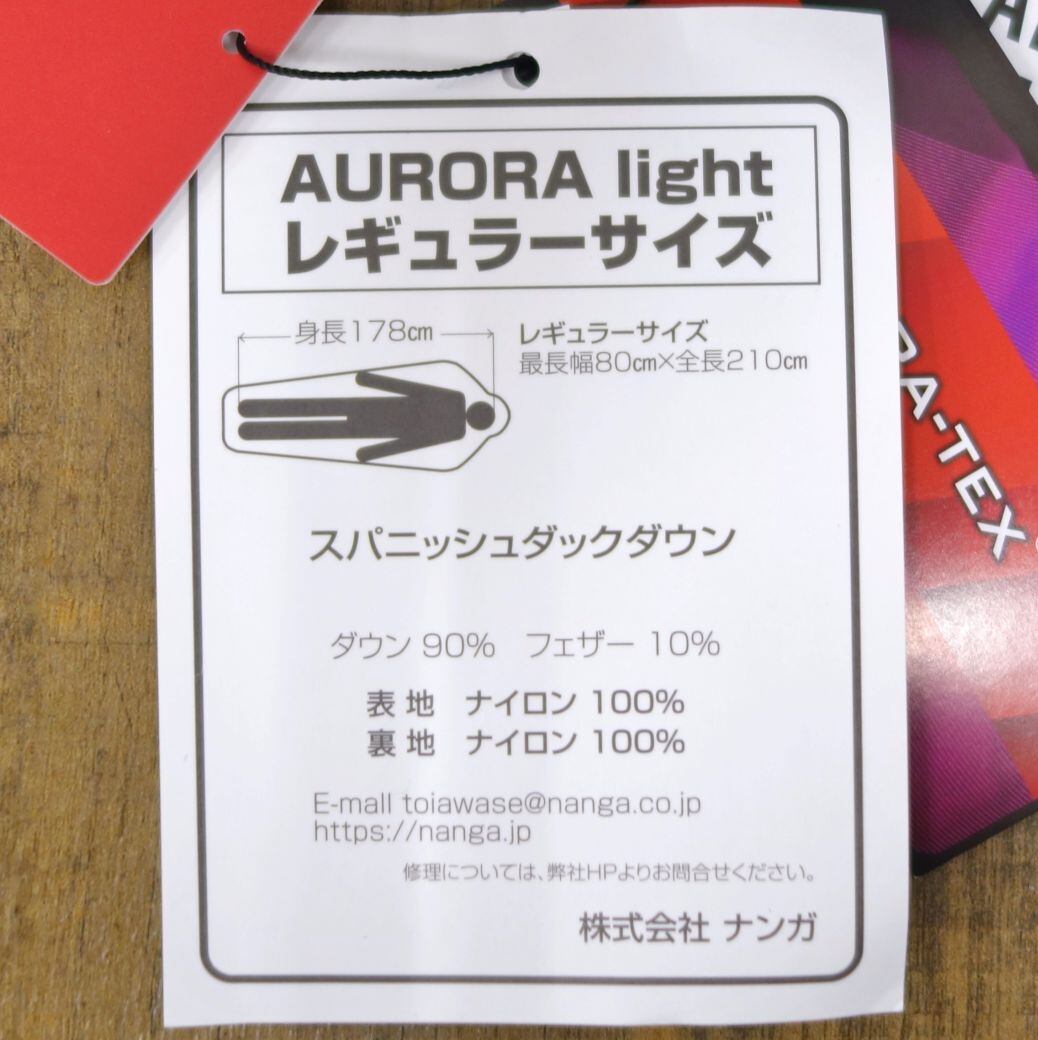 AURORA light
レギュラーサイズ
身長178㎝
レギュラーサイズ
最長幅80㎝×全長210㎝
スパニッシュダックダウン
ダウン 90%　フェザー 10%
表 地　ナイロン 100%
裏 地　ナイロン 100%
E-mall toiawase@nanga.co.jp
https://nanga.jp
修理については、弊社HPよりお問合せください。
株式会社 ナンガ
RA-TEX